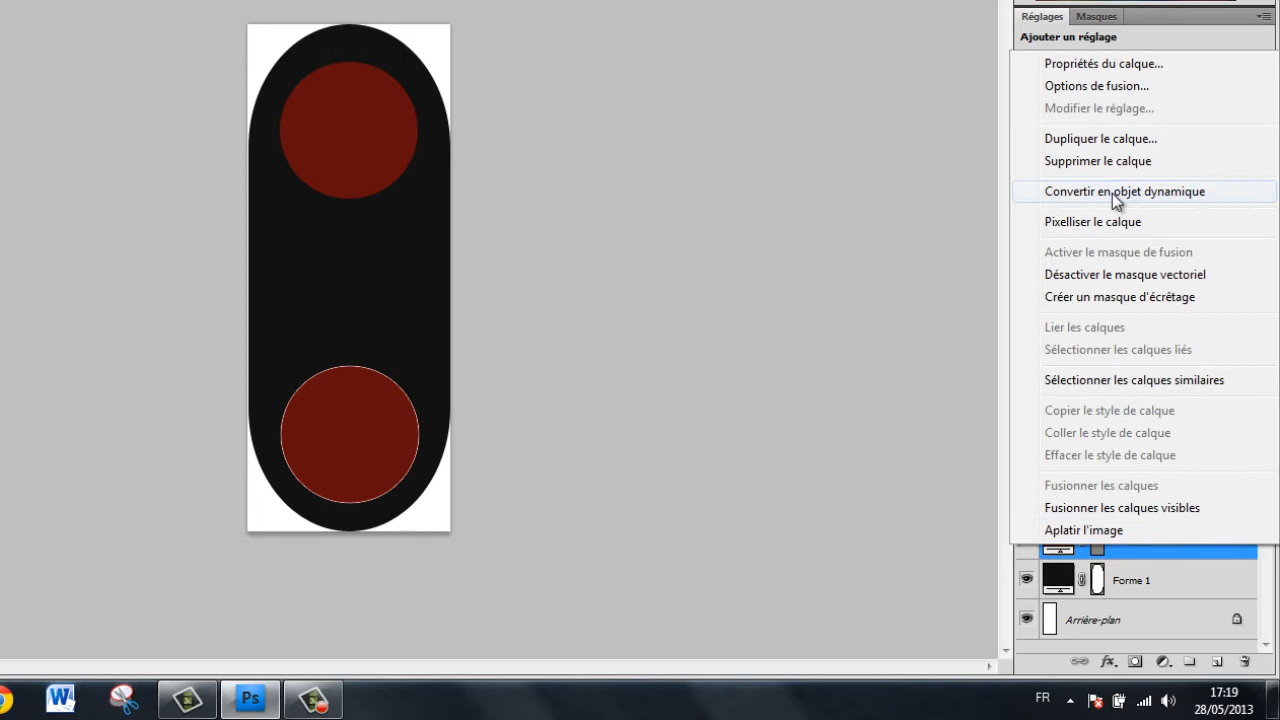 Réglages Masques
Ajouter un réglage
Propriétés du calque...
Options de fusion...
Modifier le réglage...
Dupliquer le calque...
Supprimer le calque
Convertir en objet dynamique
Pixelliser le calque
Activer le masque de fusion
Désactiver le masque vectoriel
Créer un masque d'écrêtage
Lier les calques
Sélectionner les calques liés
Sélectionner les calques similaires
Copier le style de calque
Coller le style de calque
Effacer le style de calque
Fusionner les calques
Fusionner les calques visibles
Aplatir l'image
Forme 1
Arrière-plan
fx
W
Ps
FR
17:19
28/05/2013